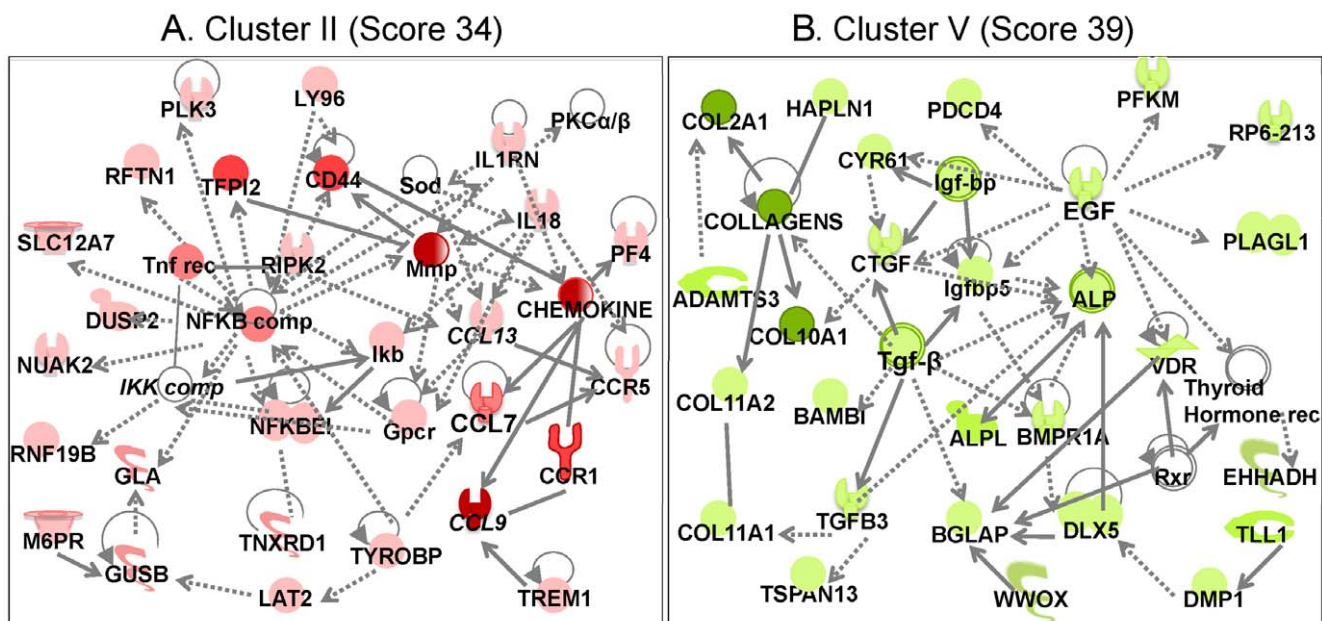 A. Cluster II (Score 34)
PLK3
LY96
PKCα/β
RFTN1
TFPI2
CD44
Sod
IL1RN
IL18
SLC12A7
Tnf rec
RIPK2
Mmp
PF4
DUSP2
NFKB comp
CHEMOKINE
NUAK2
Ikb
CCL13
IKK comp
CCR5
RNF19B
NFKBEI
Gpcr
CCL7
GLA
CCR1
M6PR
CCL9
GUSB
TNXRD1
TYROBP
LAT2
TREM1
B. Cluster V (Score 39)
COL2A1
HAPLN1
PDCD4
PFKM
RP6-213
CYR61
Igf-bp
EGF
COLLAGENS
PLAGL1
CTGF
Igfbp5
ALP
ADAMTS3
COL10A1
Tgf-β
VDR
Thyroid
Hormone rec
COL11A2
BAMBI
ALPL
BMPR1A
Rxr
EHHADH
COL11A1
TGFB3
BGLAP
DLX5
TLL1
TSPAN13
WWOX
DMP1